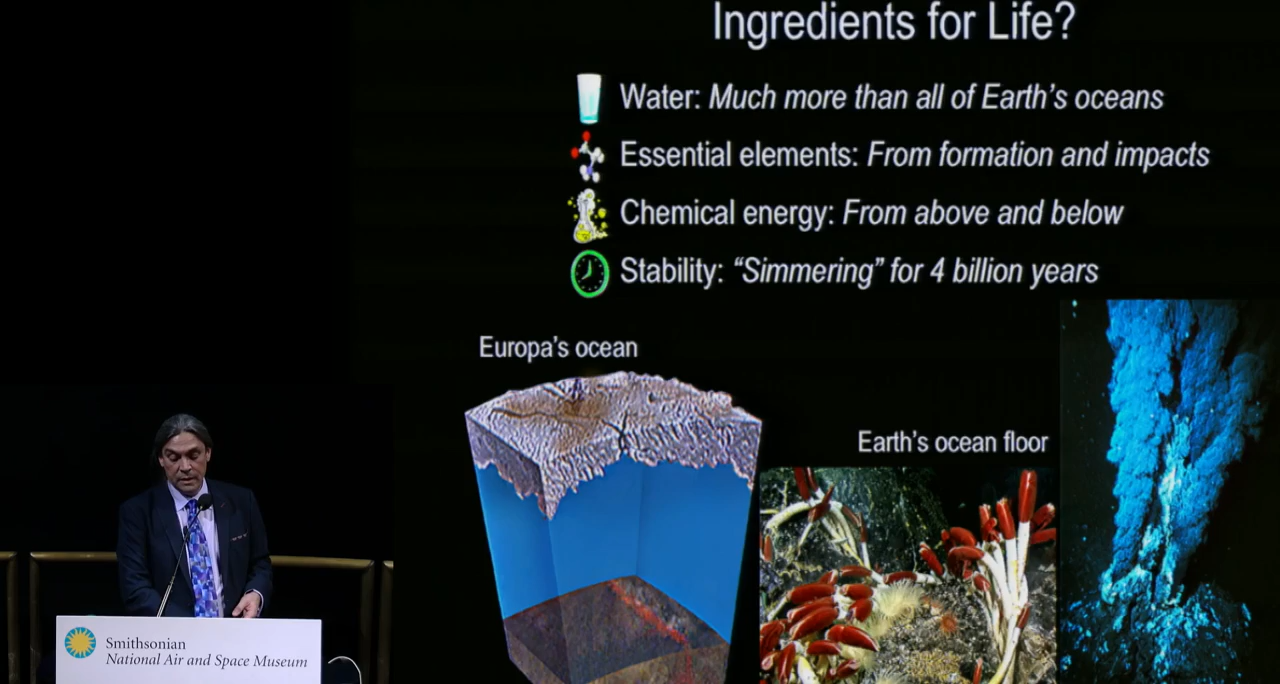 Ingredients for Life?
Water: Much more than all of Earth's oceans
Essential elements: From formation and impacts
Chemical energy: From above and below
Stability: “Simmering” for 4 billion years
Europa's ocean
Earth's ocean floor
Smithsonian
National Air and Space Museum